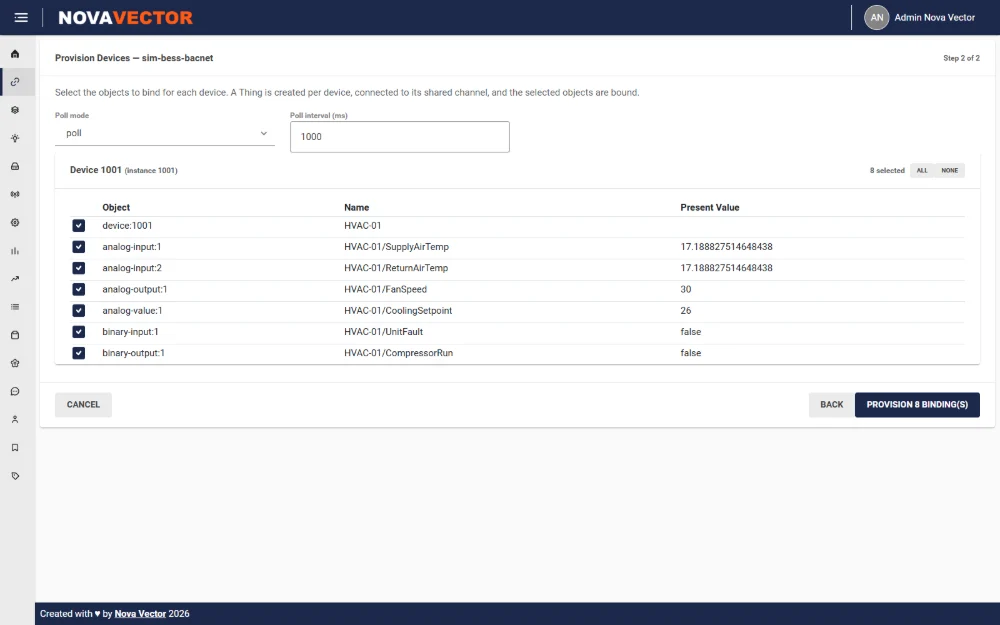 NOVAVECTOR
AN Admin Nova Vector
Provision Devices — sim-bess-bacnet
Step 2 of 2
Select the objects to bind for each device. A Thing is created per device, connected to its shared channel, and the selected objects are bound.
Poll mode
poll
Poll interval (ms)
1000
Device 1001 (instance 1001)
8 selected ALL NONE
Object Name Present Value
device:1001 HVAC-01
analog-input:1 HVAC-01/SupplyAirTemp 17.188827514648438
analog-input:2 HVAC-01/ReturnAirTemp 17.188827514648438
analog-output:1 HVAC-01/FanSpeed 30
analog-value:1 HVAC-01/CoolingSetpoint 26
binary-input:1 HVAC-01/UnitFault false
binary-output:1 HVAC-01/CompressorRun false
CANCEL BACK PROVISION 8 BINDING(S)
Created with ♥ by Nova Vector 2026